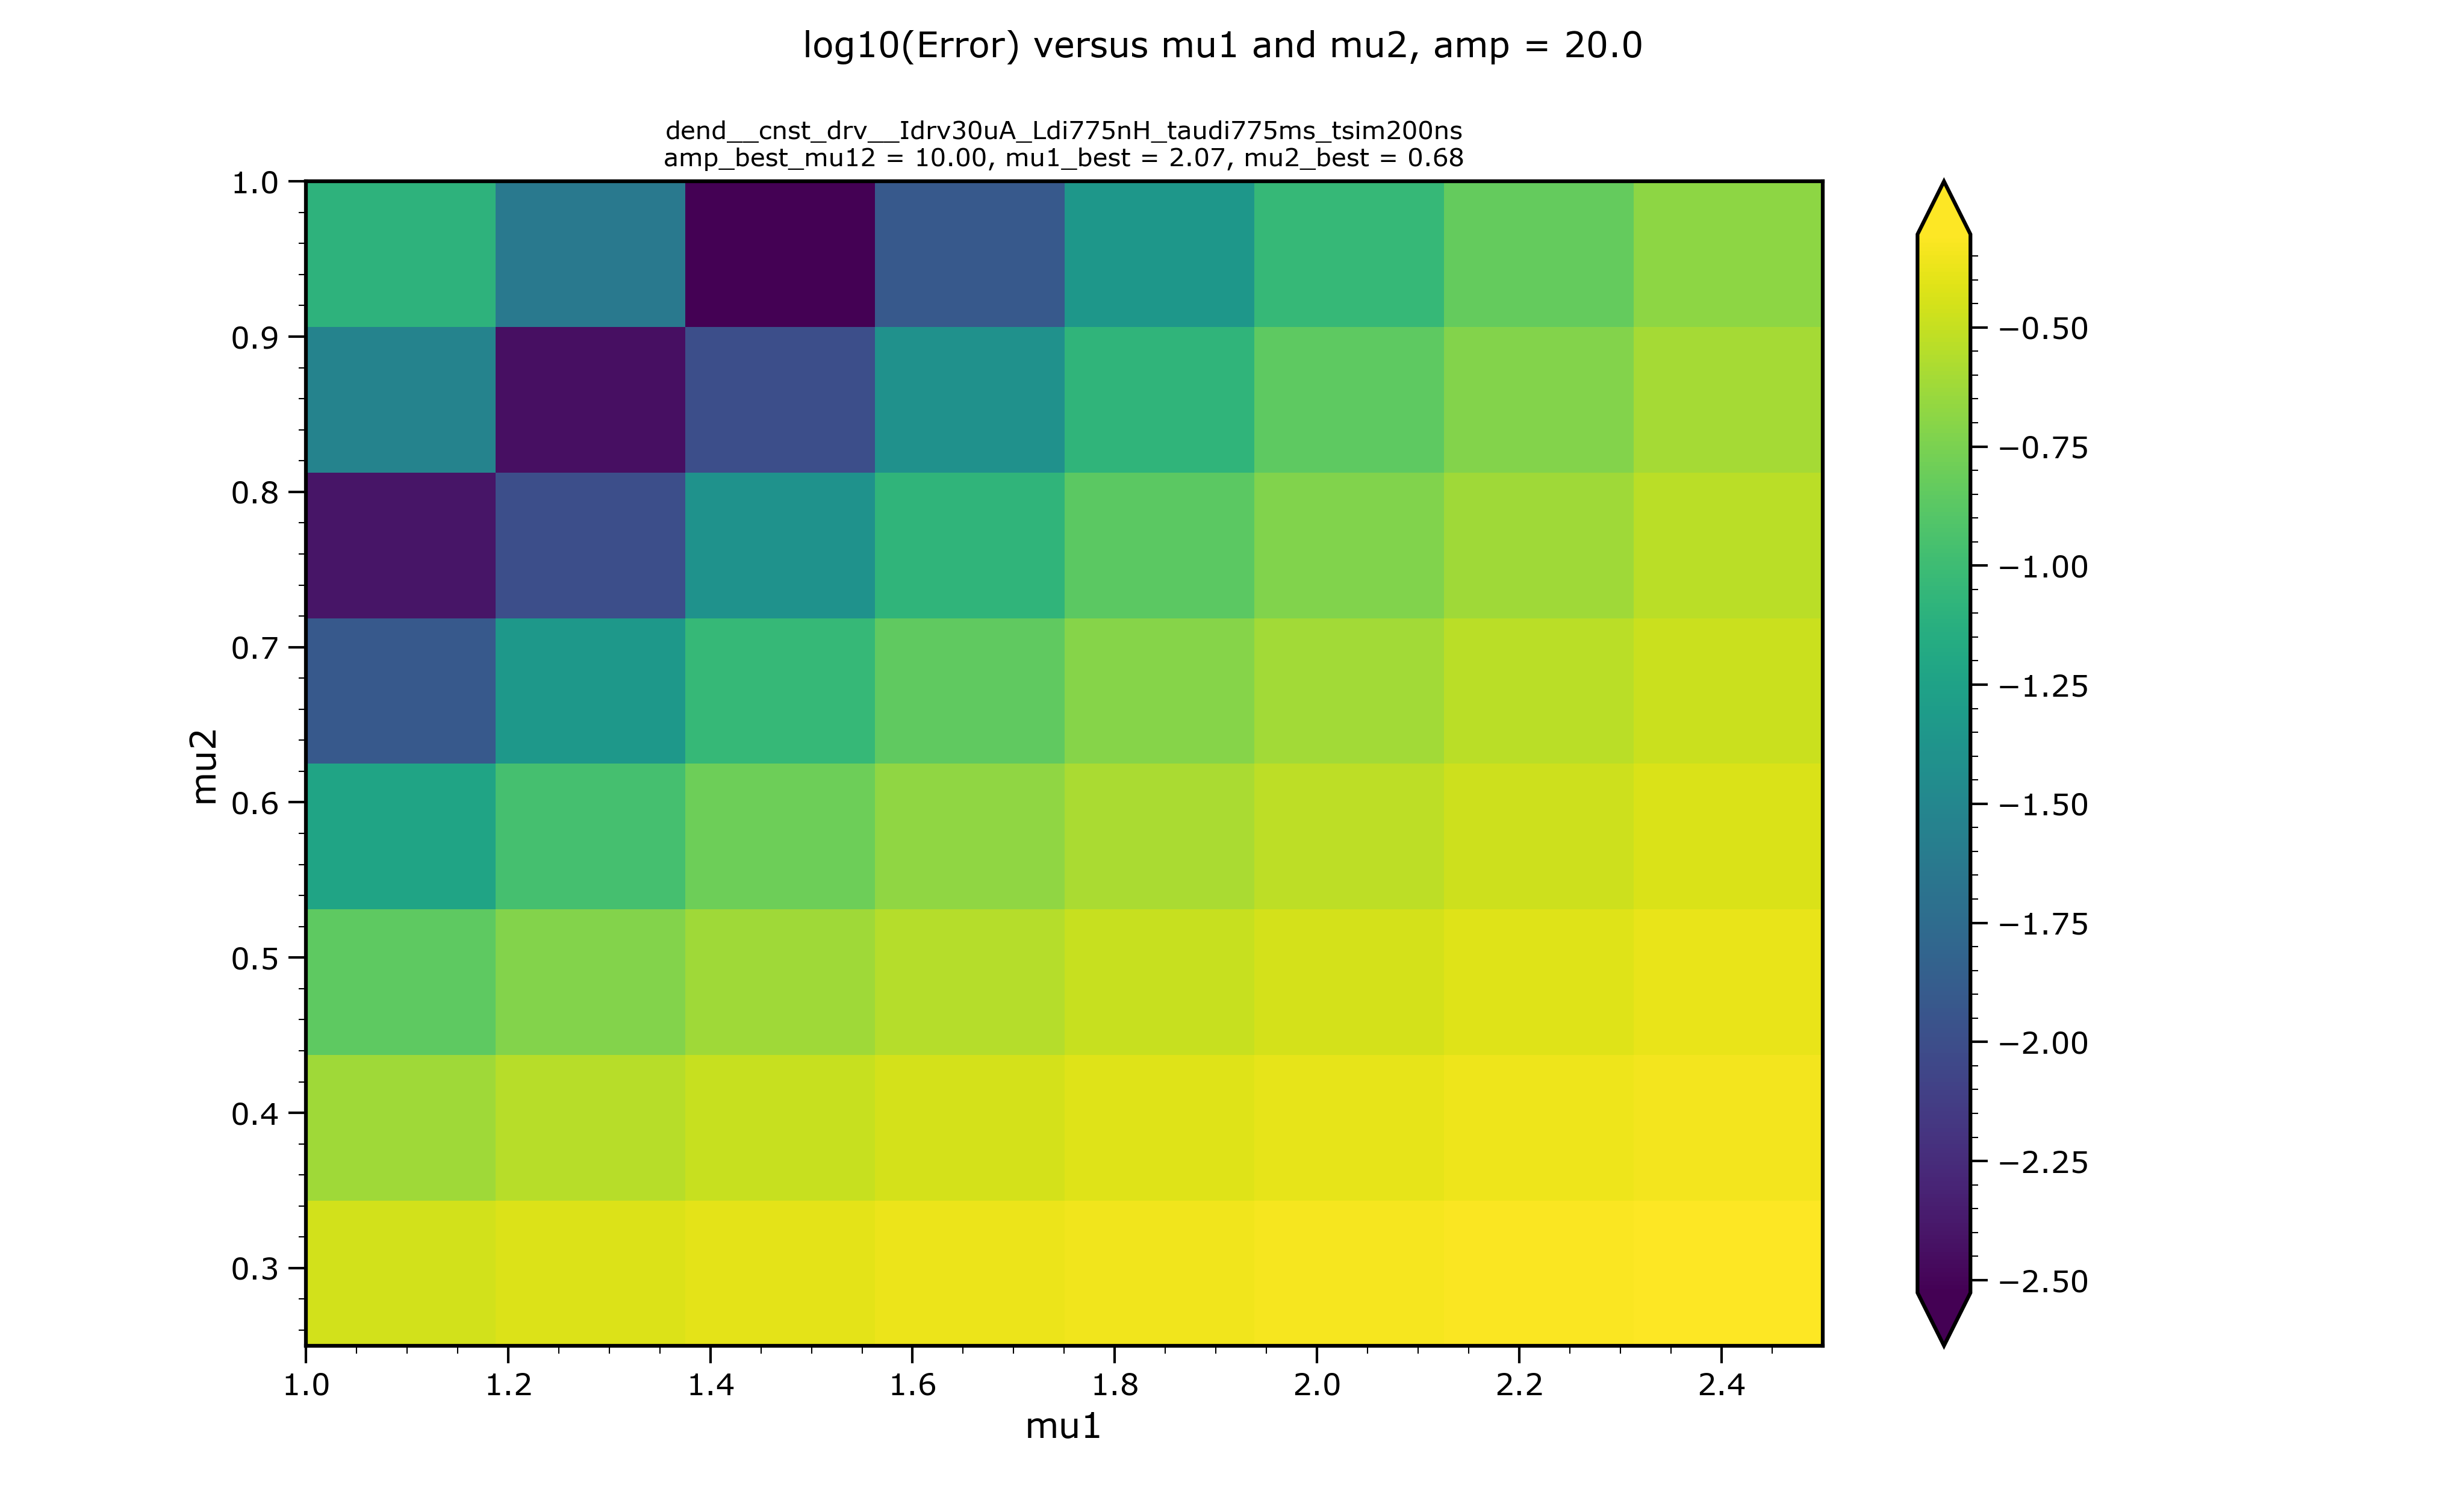 log10(Error) versus mu1 and mu2, amp = 20.0
dend__cnst_drv__Idrv30uA_Ldi775nH_taudi775ms_tsim200ns
amp_best_mu12 = 10.00, mu1_best = 2.07, mu2_best = 0.68
1.0
0.9
0.8
0.7
0.6
0.5
0.4
0.3
mu2
1.0 1.2 1.4 1.6 1.8 2.0 2.2 2.4
mu1
−0.50
−0.75
−1.00
−1.25
−1.50
−1.75
−2.00
−2.25
−2.50